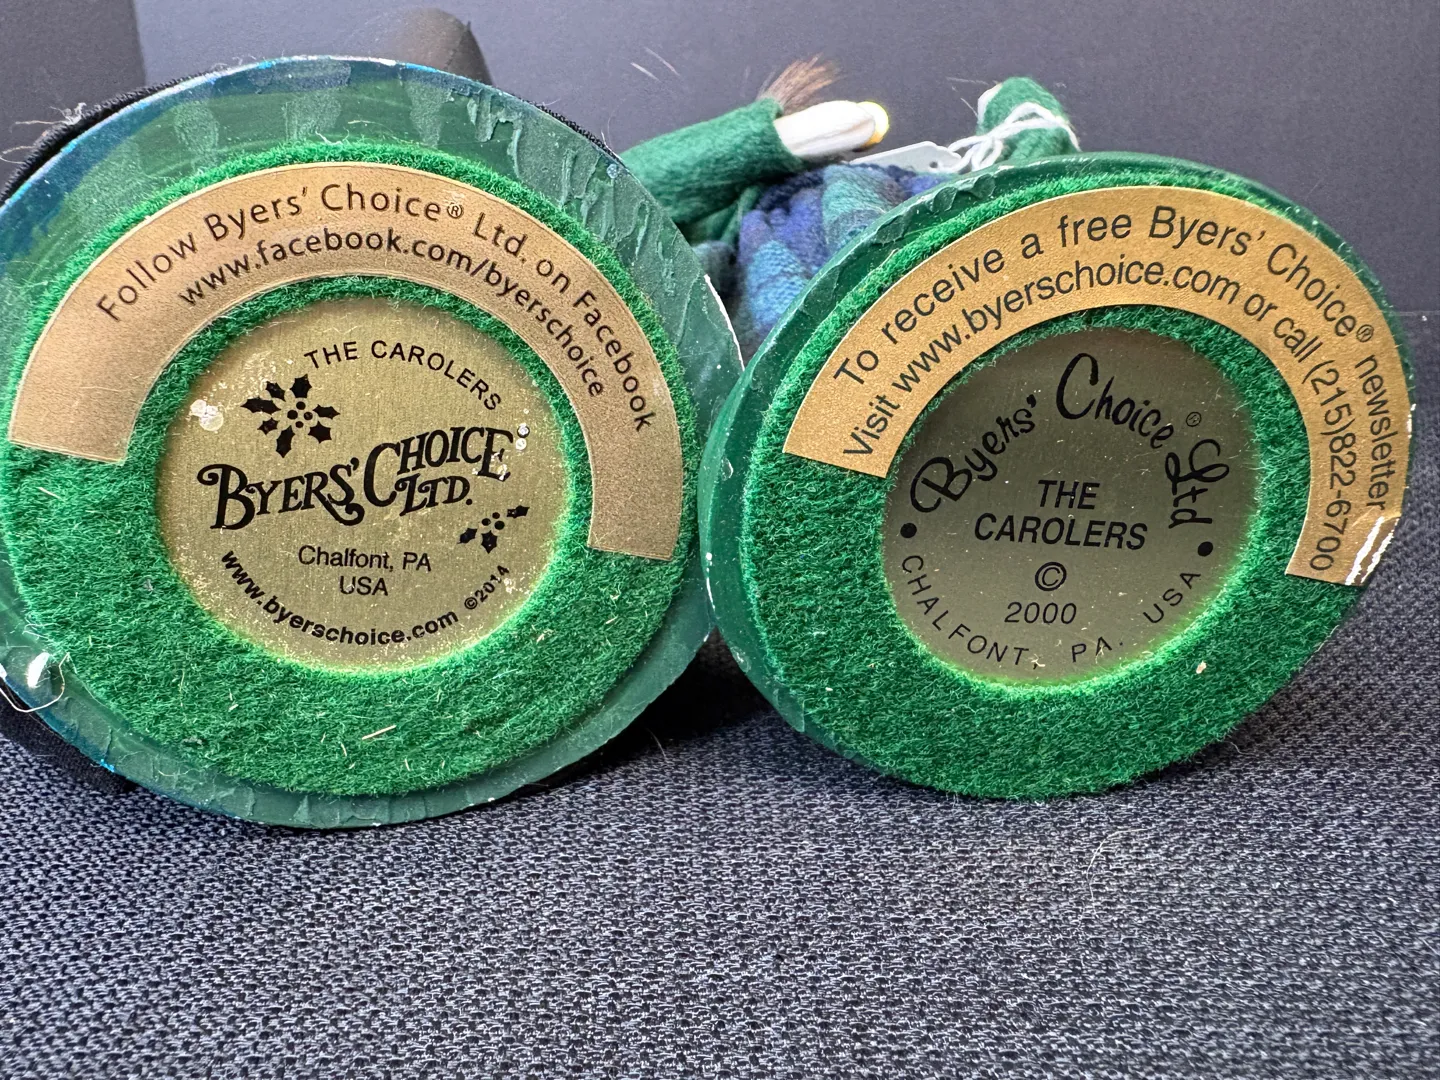 Follow Byers' Choice® Ltd. on Facebook
www.facebook.com/byerschoice
THE CAROLERS
BYERS' CHOICE
LTD.
Chalfont, PA
USA
www.byerschoice.com ©2014
To receive a free Byers' Choice® newsletter
Visit www.byerschoice.com or call (215)822-6700
Byers' Choice® Ltd
THE
CAROLERS
©
2000
• CHALFONT, PA. USA •